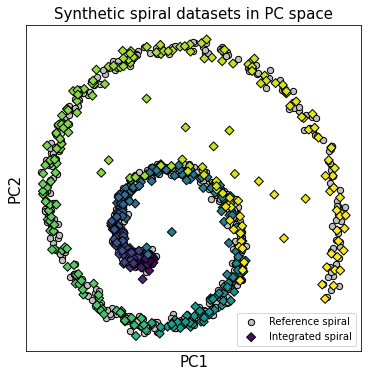 Synthetic spiral datasets in PC space
PC2
Reference spiral
Integrated spiral
PC1